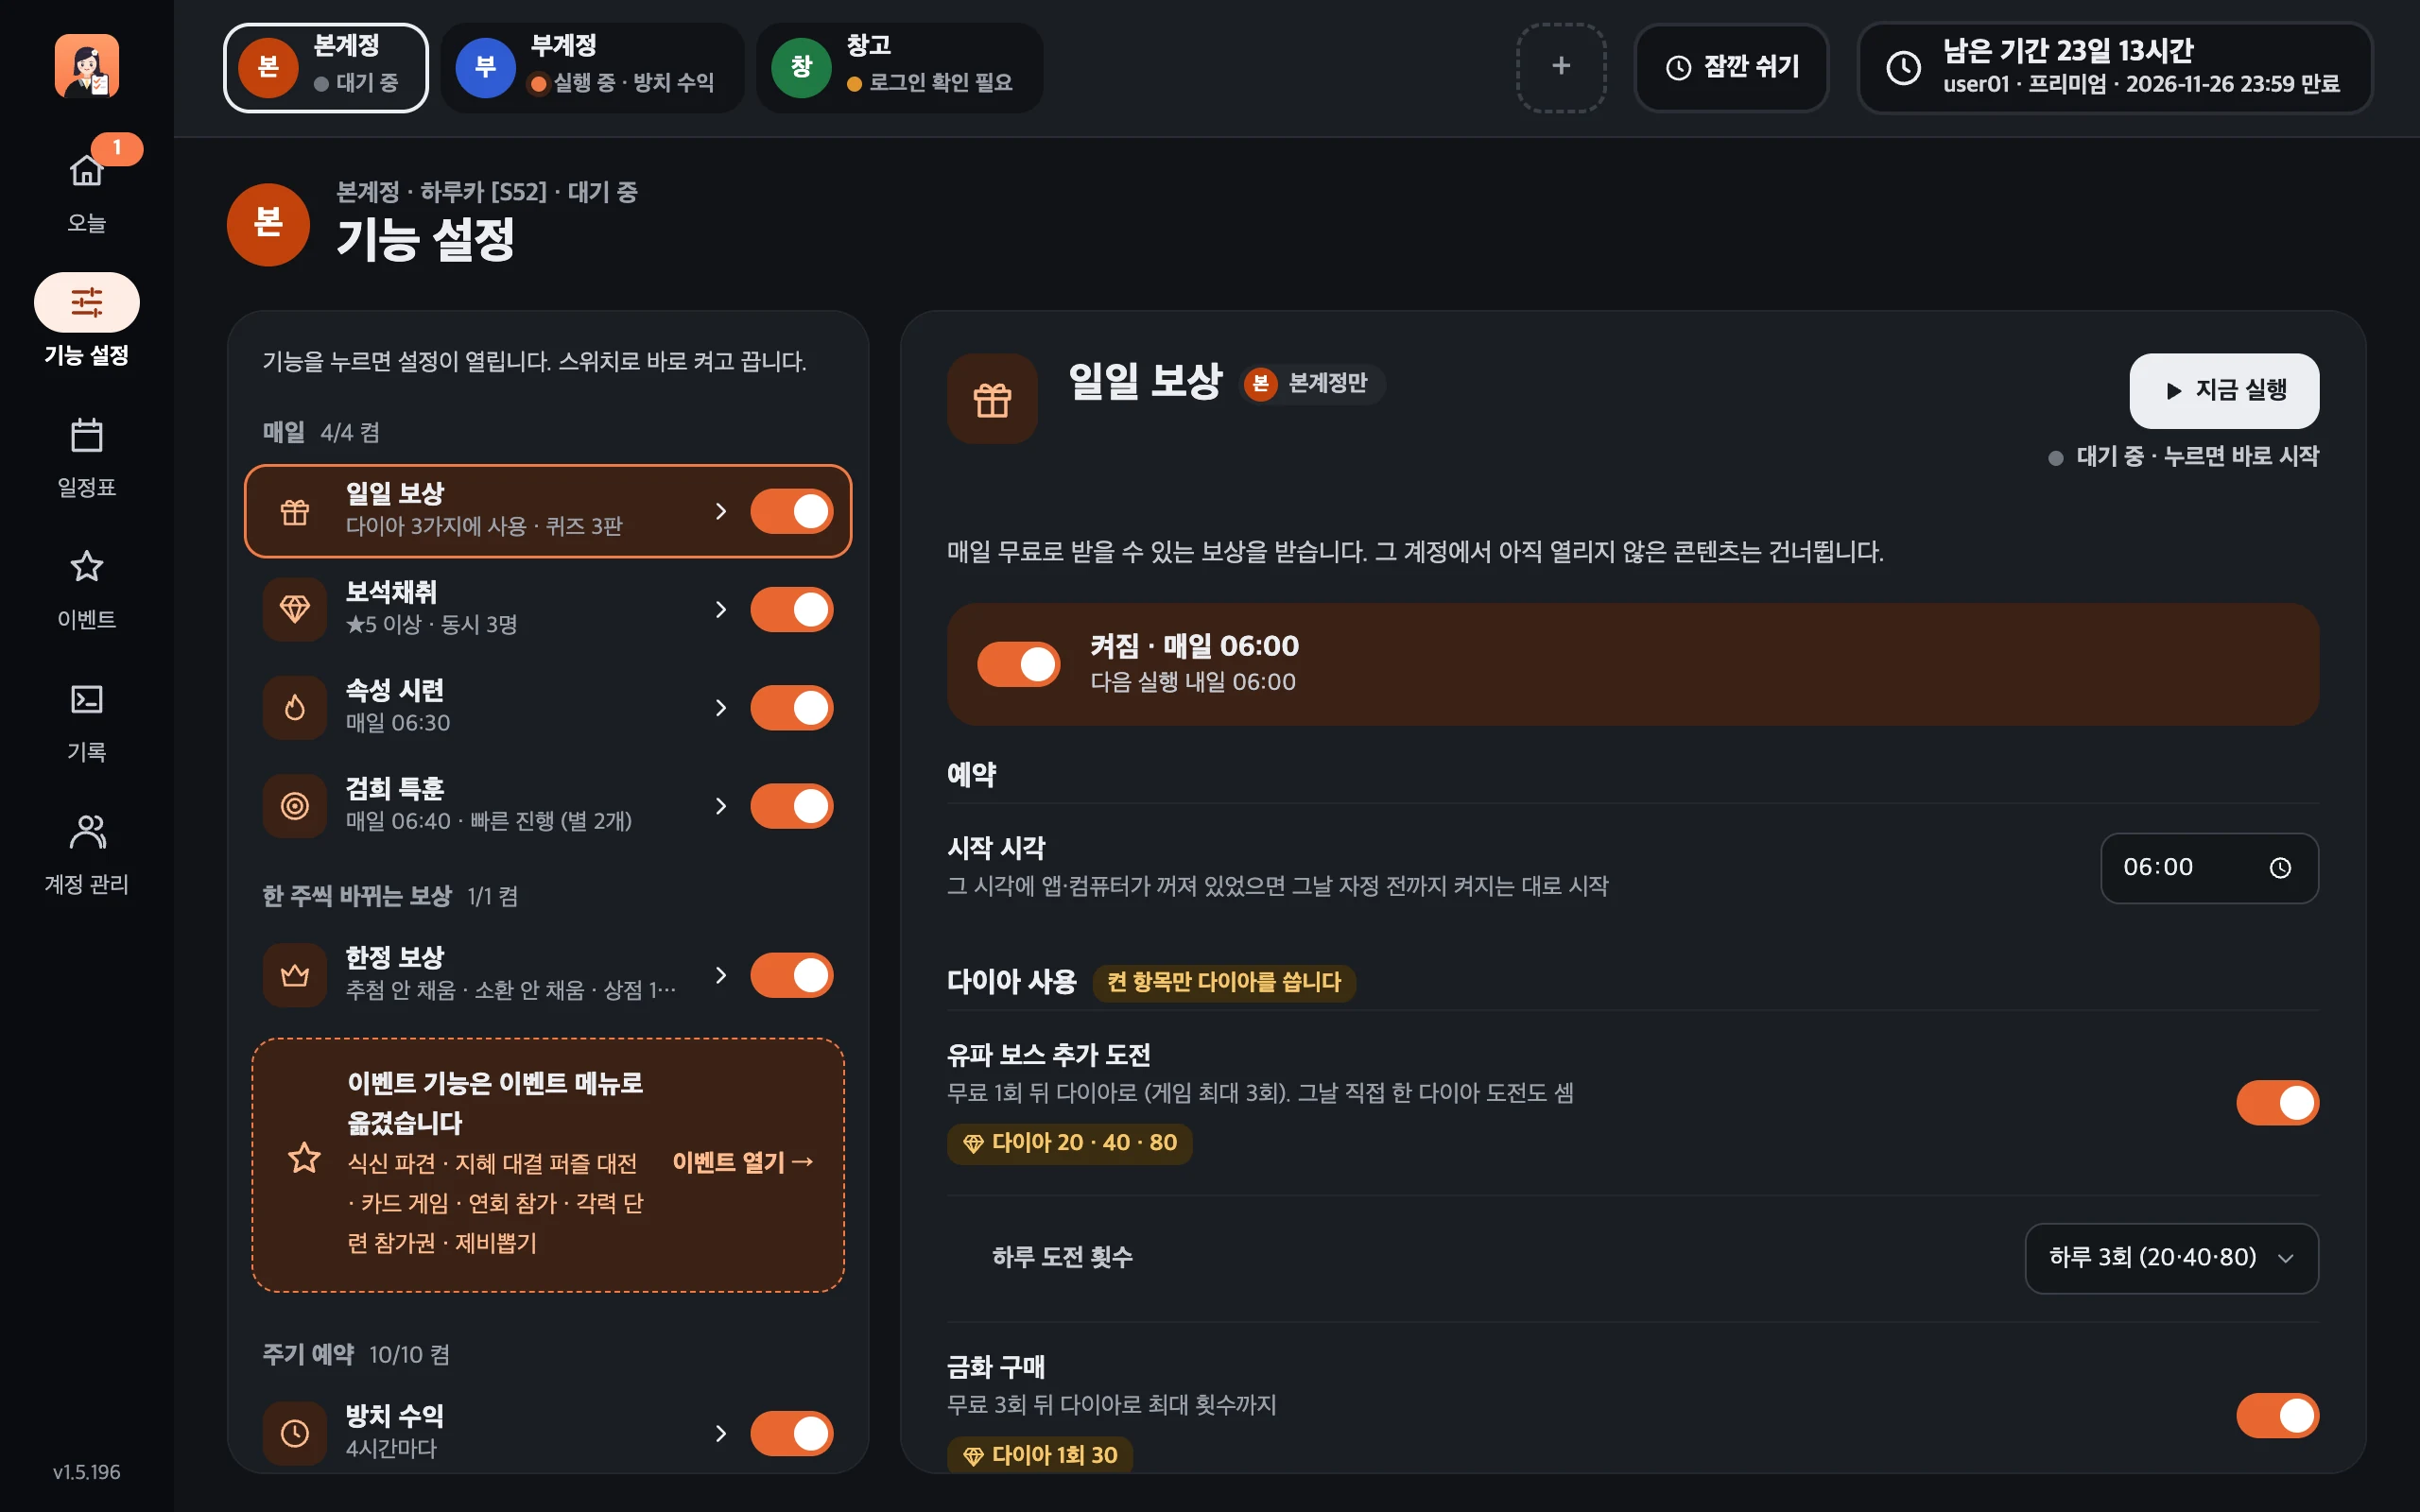 1
오늘
기능 설정
일정표
이벤트
기록
계정 관리
v1.5.196
본
본계정
대기 중
부
부계정
실행 중 · 방치 수익
창
창고
로그인 확인 필요
+
잠깐 쉬기
남은 기간 23일 13시간
user01 · 프리미엄 · 2026-11-26 23:59 만료
본
본계정 · 하루카 [S52] · 대기 중
기능 설정
기능을 누르면 설정이 열립니다. 스위치로 바로 켜고 끕니다.
매일 4/4 켬
일일 보상
다이아 3가지에 사용 · 퀴즈 3판
보석채취
★5 이상 · 동시 3명
속성 시련
매일 06:30
검희 특훈
매일 06:40 · 빠른 진행 (별 2개)
한 주씩 바뀌는 보상 1/1 켬
한정 보상
추첨 안 채움 · 소환 안 채움 · 상점 1…
이벤트 기능은 이벤트 메뉴로
옮겼습니다
식신 파견 · 지혜 대결 퍼즐 대전
· 카드 게임 · 연회 참가 · 각력 단
련 참가권 · 제비뽑기
이벤트 열기 →
주기 예약 10/10 켬
방치 수익
4시간마다
일일 보상
본 본계정만
지금 실행
대기 중 · 누르면 바로 시작
매일 무료로 받을 수 있는 보상을 받습니다. 그 계정에서 아직 열리지 않은 콘텐츠는 건너뜁니다.
켜짐 · 매일 06:00
다음 실행 내일 06:00
예약
시작 시각
그 시각에 앱·컴퓨터가 꺼져 있었으면 그날 자정 전까지 켜지는 대로 시작
06:00
다이아 사용 켠 항목만 다이아를 씁니다
유파 보스 추가 도전
무료 1회 뒤 다이아로 (게임 최대 3회). 그날 직접 한 다이아 도전도 셈
다이아 20 · 40 · 80
하루 도전 횟수
하루 3회 (20·40·80)
금화 구매
무료 3회 뒤 다이아로 최대 횟수까지
다이아 1회 30